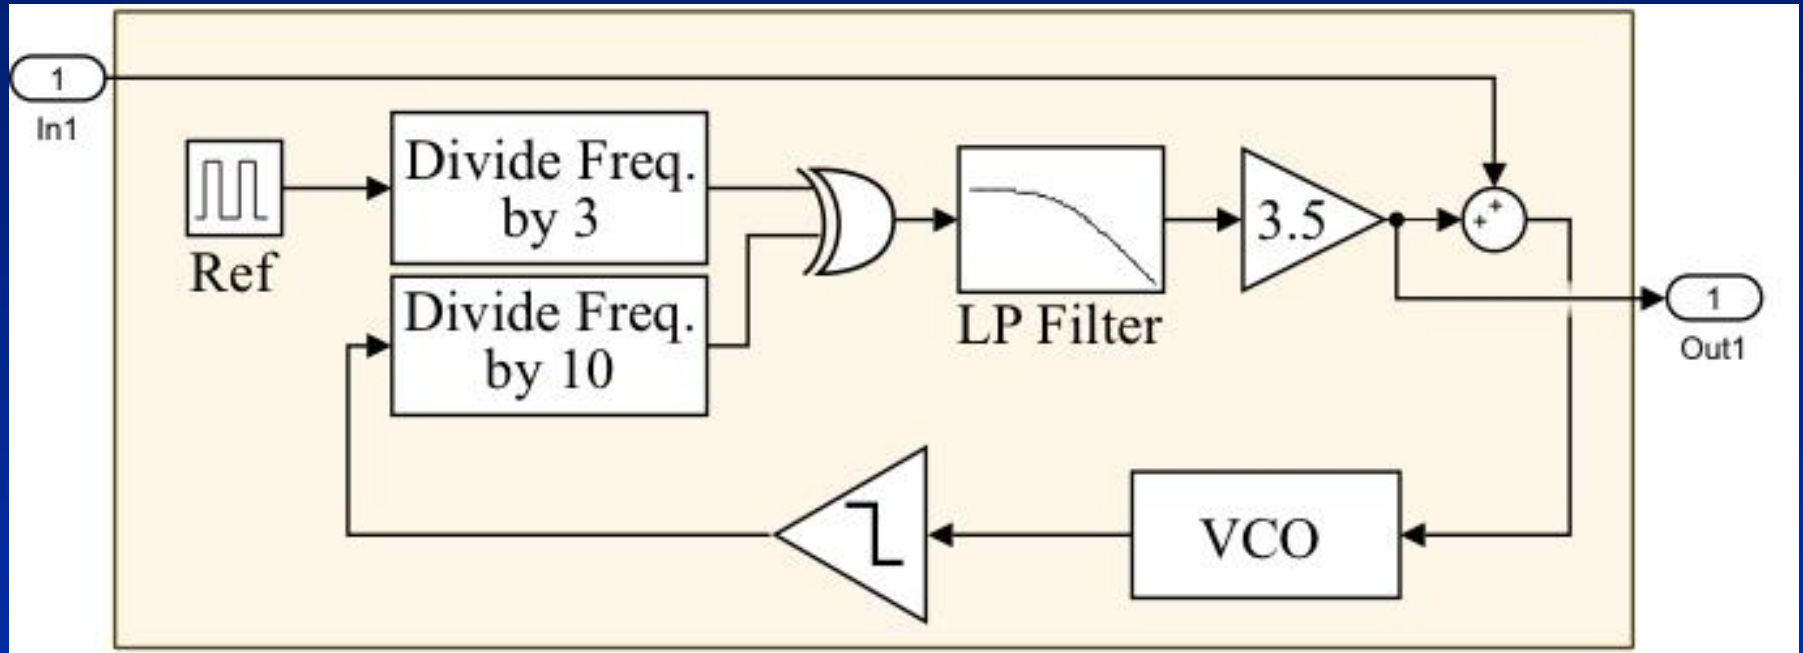 1
In1
Ref
Divide Freq.
by 3
Divide Freq.
by 10
LP Filter
3.5
++
1
Out1
VCO